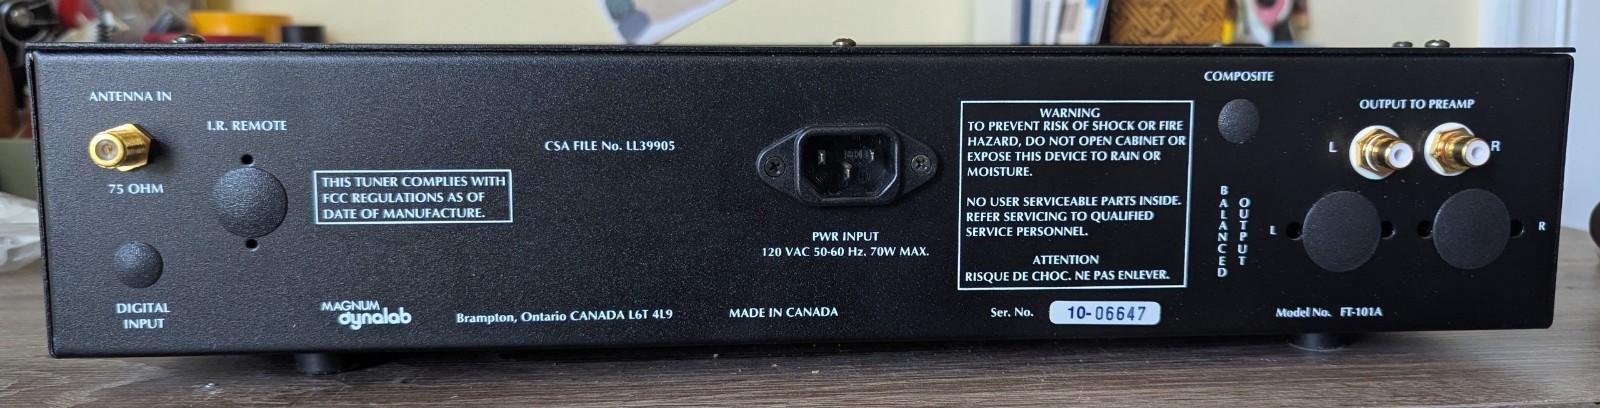 ANTENNA IN
75 OHM
DIGITAL
INPUT
I.R. REMOTE
THIS TUNER COMPLIES WITH
FCC REGULATIONS AS OF
DATE OF MANUFACTURE.
MAGNUM
dynalab
Brampton, Ontario CANADA L6T 4L9
CSA FILE No. LL39905
MADE IN CANADA
PWR INPUT
120 VAC 50-60 Hz. 70W MAX.
WARNING
TO PREVENT RISK OF SHOCK OR FIRE
HAZARD, DO NOT OPEN CABINET OR
EXPOSE THIS DEVICE TO RAIN OR
MOISTURE.
NO USER SERVICEABLE PARTS INSIDE.
REFER SERVICING TO QUALIFIED
SERVICE PERSONNEL.
ATTENTION
RISQUE DE CHOC. NE PAS ENLEVER.
Ser. No. 10-06647
COMPOSITE
OUTPUT TO PREAMP
L R
BALANCED
OUTPUT
L R
Model No. FT-101A